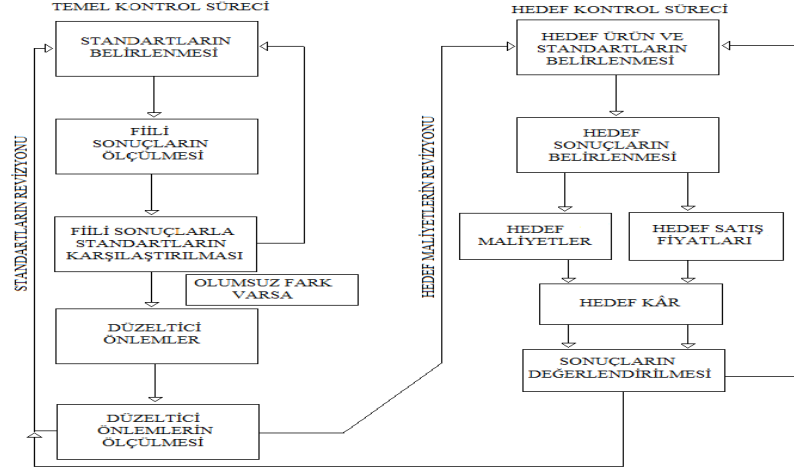 TEMEL KONTROL SÜRECİ
STANDARTLARIN
BELİRLENMESİ
FİİLİ
SONUÇLARIN
ÖLÇÜLMESİ
FİİLİ SONUÇLARLA
STANDARTLARIN
KARŞILAŞTIRILMASI
OLUMSUZ FARK
VARSA
DÜZELTİCİ
ÖNLEMLER
DÜZELTİCİ
ÖNLEMLERİN
ÖLÇÜLMESİ
STANDARTLARIN REVİZYONU
HEDEF KONTROL SÜRECİ
HEDEF ÜRÜN VE
STANDARTLARIN
BELİRLENMESİ
HEDEF
SONUÇLARIN
BELİRLENMESİ
HEDEF
MALİYETLER
HEDEF SATIŞ
FİYATLARI
HEDEF KÂR
SONUÇLARIN
DEĞERLENDİRİLMESİ
HEDEF MALİYETLERİN REVİZYONU